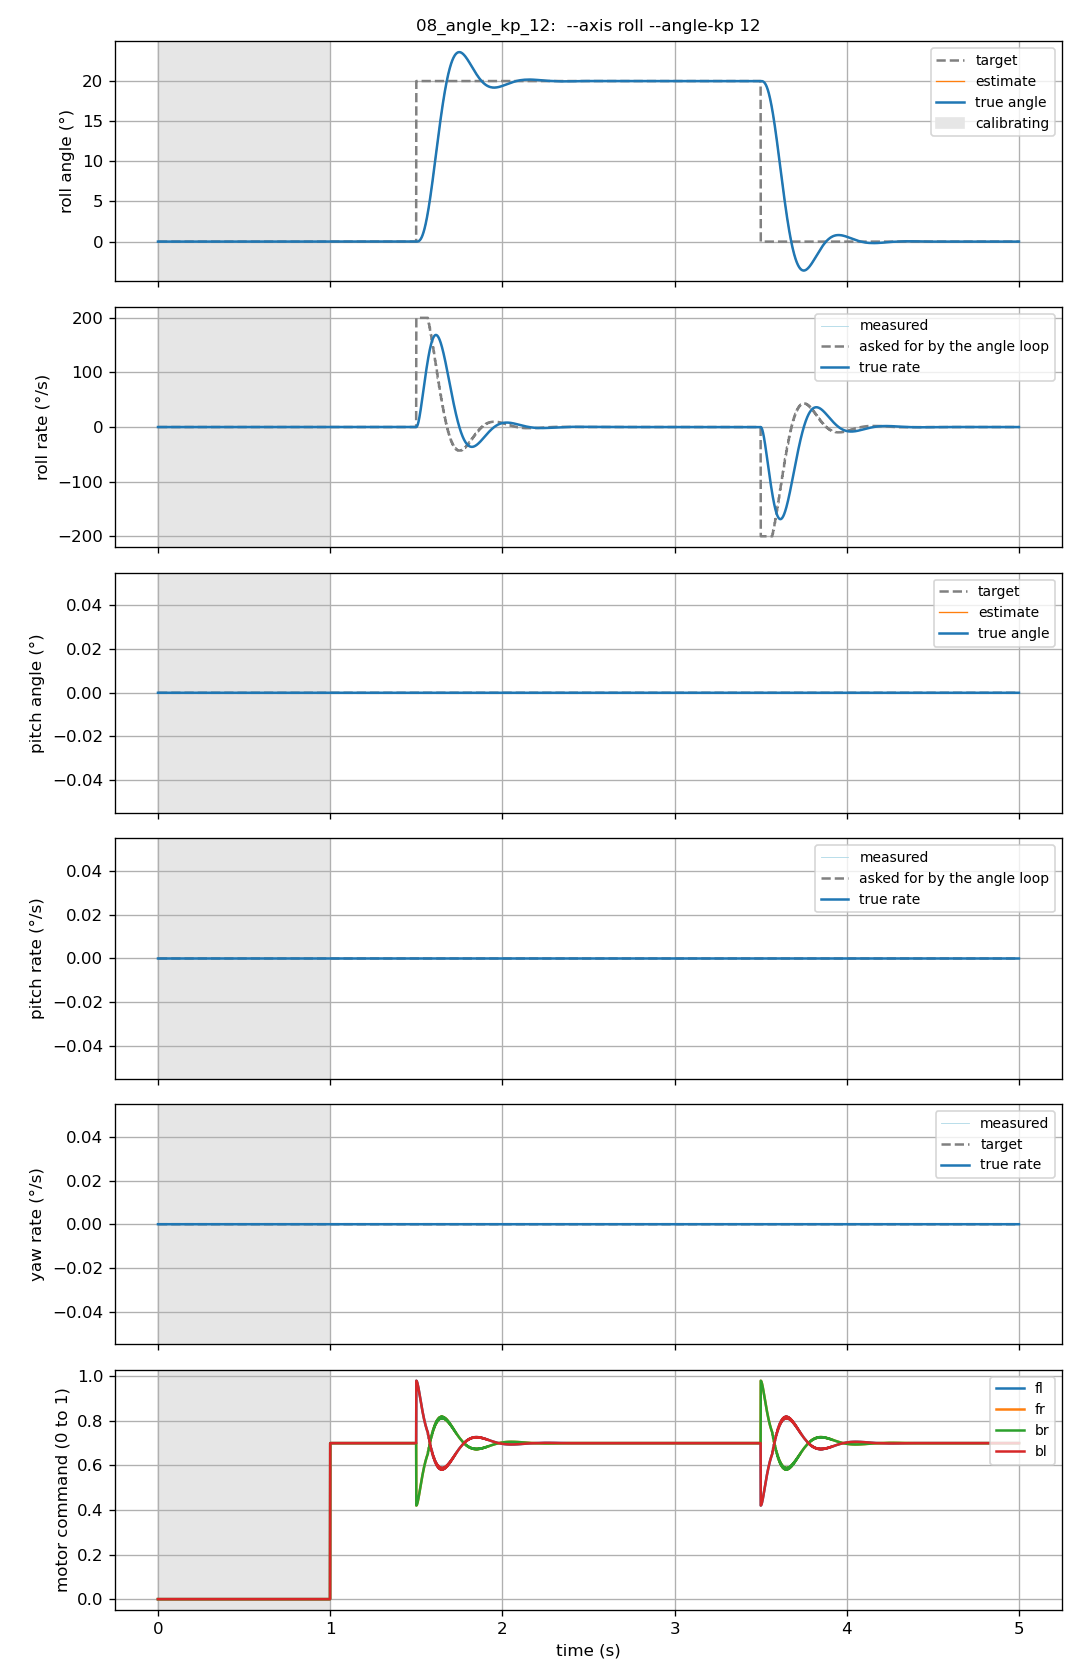 08_angle_kp_12:  --axis roll --angle-kp 12
roll angle (°)
20
15
10
5
0
target
estimate
true angle
calibrating
roll rate (°/s)
200
100
0
−100
−200
measured
asked for by the angle loop
true rate
pitch angle (°)
0.04
0.02
0.00
−0.02
−0.04
target
estimate
true angle
pitch rate (°/s)
0.04
0.02
0.00
−0.02
−0.04
measured
asked for by the angle loop
true rate
yaw rate (°/s)
0.04
0.02
0.00
−0.02
−0.04
measured
target
true rate
motor command (0 to 1)
1.0
0.8
0.6
0.4
0.2
0.0
fl
fr
br
bl
0 1 2 3 4 5
time (s)